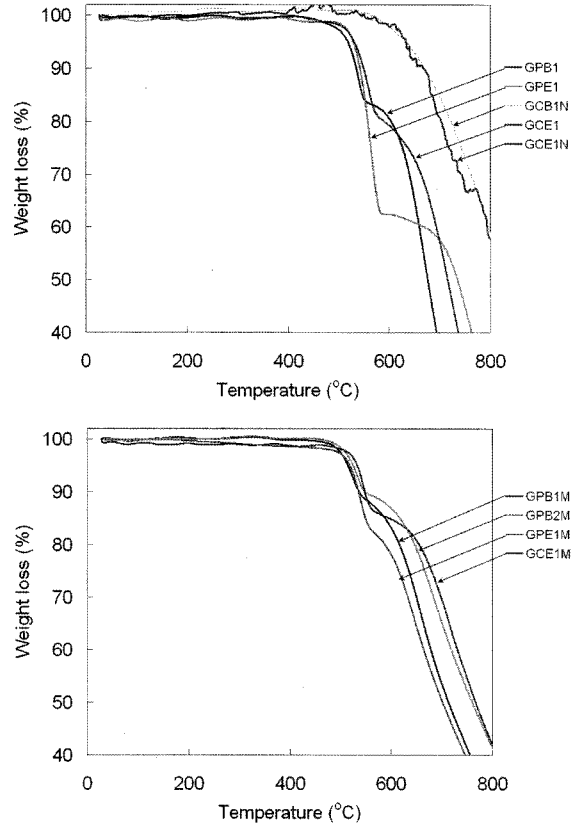 100
90
80
70
60
50
40
Weight loss (%)
GPB1
GPE1
GCB1N
GCE1
GCE1N
0
200
400
600
800
Temperature (°C)
100
90
80
70
60
50
40
Weight loss (%)
GPB1M
GPB2M
GPE1M
GCE1M
0
200
400
600
800
Temperature (°C)